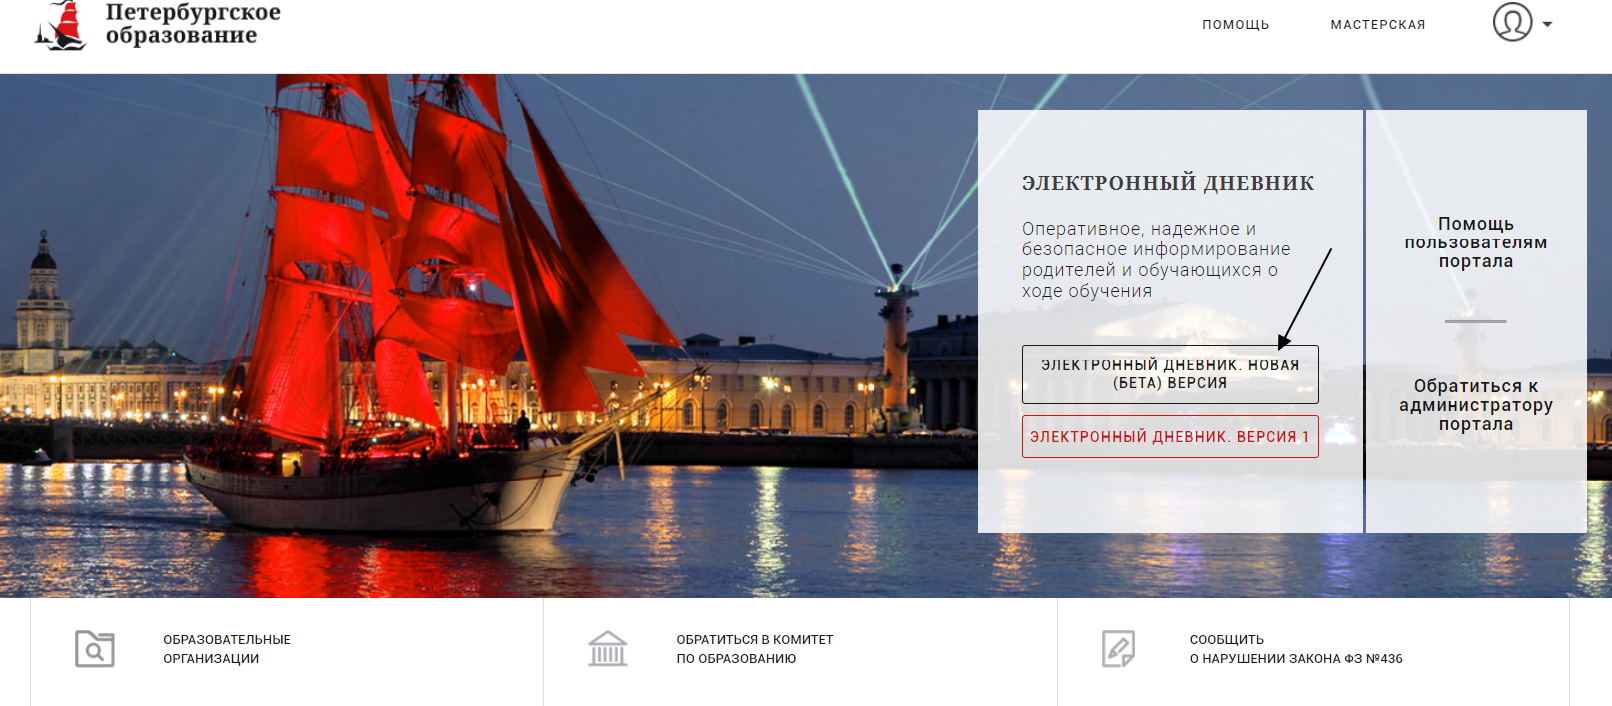 Петербургское
образование
ПОМОЩЬ
МАСТЕРСКАЯ
ЭЛЕКТРОННЫЙ ДНЕВНИК
Оперативное, надежное и
безопасное информирование
родителей и обучающихся о
ходе обучения
ЭЛЕКТРОННЫЙ ДНЕВНИК. НОВАЯ
(БЕТА) ВЕРСИЯ
ЭЛЕКТРОННЫЙ ДНЕВНИК. ВЕРСИЯ 1
Помощь
пользователям
портала
Обратиться к
администратору
портала
ОБРАЗОВАТЕЛЬНЫЕ
ОРГАНИЗАЦИИ
ОБРАТИТЬСЯ В КОМИТЕТ
ПО ОБРАЗОВАНИЮ
СООБЩИТЬ
О НАРУШЕНИИ ЗАКОНА ФЗ №436